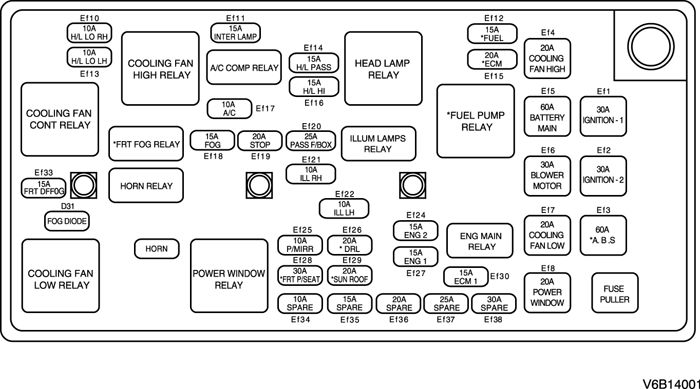 Ef10
10A
H/L LO RH
10A
H/L LO LH
Ef13
COOLING FAN
HIGH RELAY
Ef11
15A
INTER LAMP
A/C COMP RELAY
10A
A/C
Ef17
Ef14
15A
H/L PASS
15A
H/L HI
Ef16
HEAD LAMP
RELAY
Ef12
15A
*FUEL
20A
*ECM
Ef15
Ef4
20A
COOLING
FAN HIGH
COOLING FAN
CONT RELAY
*FRT FOG RELAY
15A
FOG
Ef18
20A
STOP
Ef19
Ef20
25A
PASS F/BOX
ILLUM LAMPS
RELAY
*FUEL PUMP
RELAY
Ef5
60A
BATTERY
MAIN
Ef1
30A
IGNITION - 1
Ef33
15A
FRT DFFOG
HORN RELAY
Ef21
10A
ILL RH
Ef22
10A
ILL LH
Ef6
30A
BLOWER
MOTOR
Ef2
30A
IGNITION - 2
D31
FOG DIODE
COOLING FAN
LOW RELAY
HORN
POWER WINDOW
RELAY
Ef25
10A
P/MIRR
Ef26
20A
* DRL
Ef28
30A
*FRT P/SEAT
Ef29
20A
*SUN ROOF
Ef24
15A
ENG 2
15A
ENG 1
Ef27
ENG MAIN
RELAY
15A
ECM 1
Ef30
Ef7
20A
COOLING
FAN LOW
Ef3
60A
*A. B .S
10A
SPARE
Ef34
15A
SPARE
Ef35
20A
SPARE
Ef36
25A
SPARE
Ef37
30A
SPARE
Ef38
Ef8
20A
POWER
WINDOW
FUSE
PULLER
V6B14001